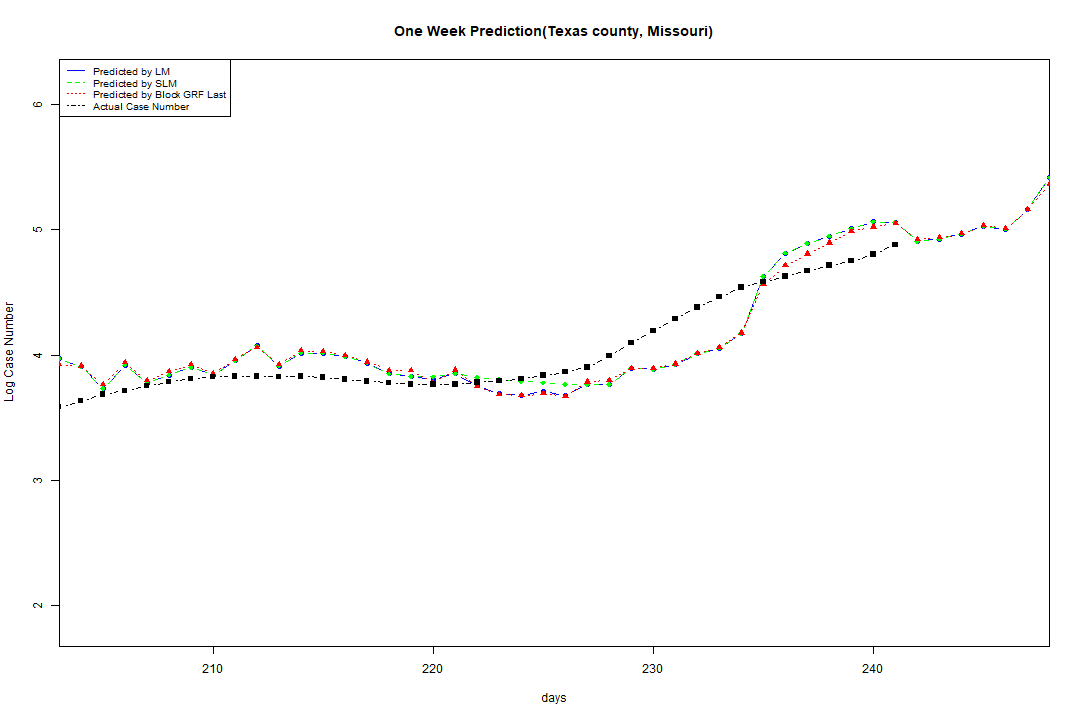 One Week Prediction(Texas county, Missouri)
Predicted by LM
Predicted by SLM
Predicted by Block GRF Last
Actual Case Number
6
5
4
3
2
Log Case Number
210 220 230 240
days